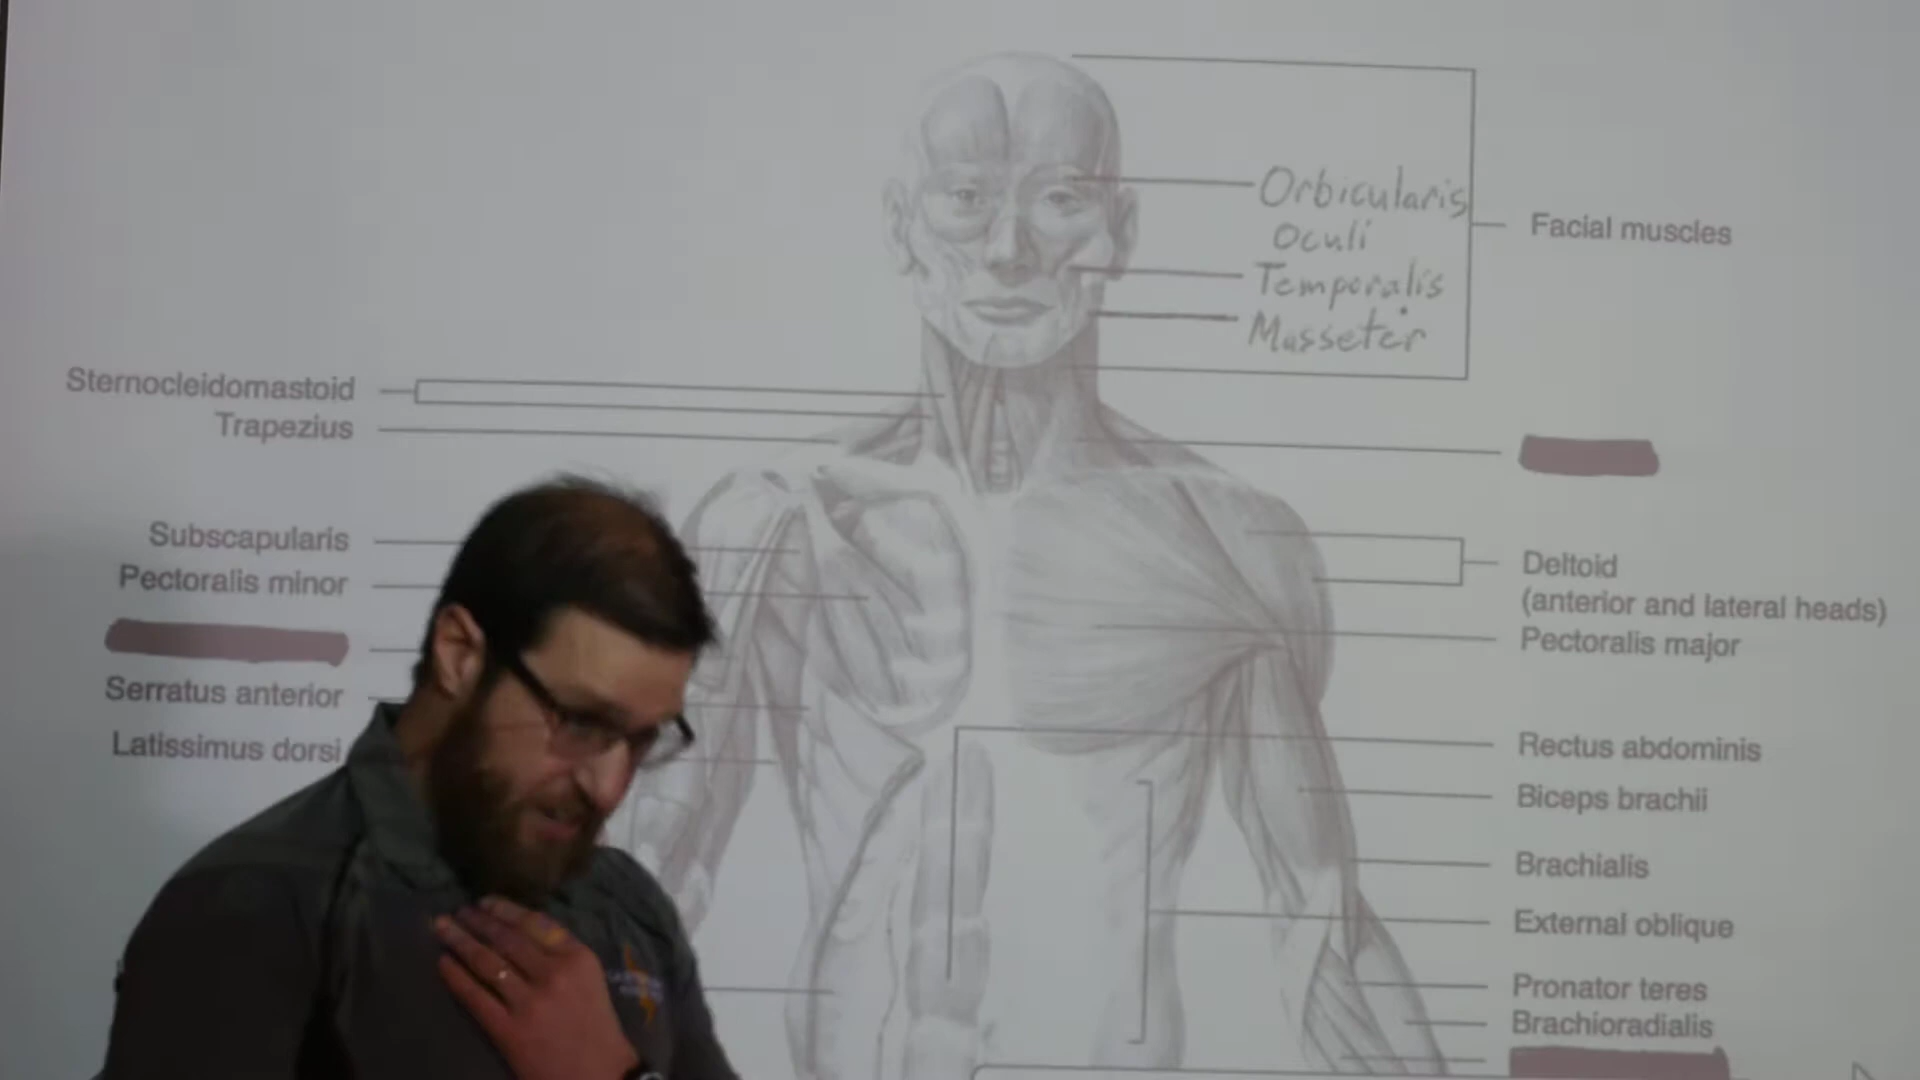 Orbicularis
Oculi
Temporalis
Masseter
Facial muscles
Sternocleidomastoid
Trapezius
Subscapularis
Pectoralis minor
Serratus anterior
Latissimus dorsi
Deltoid
(anterior and lateral heads)
Pectoralis major
Rectus abdominis
Biceps brachii
Brachialis
External oblique
Pronator teres
Brachioradialis